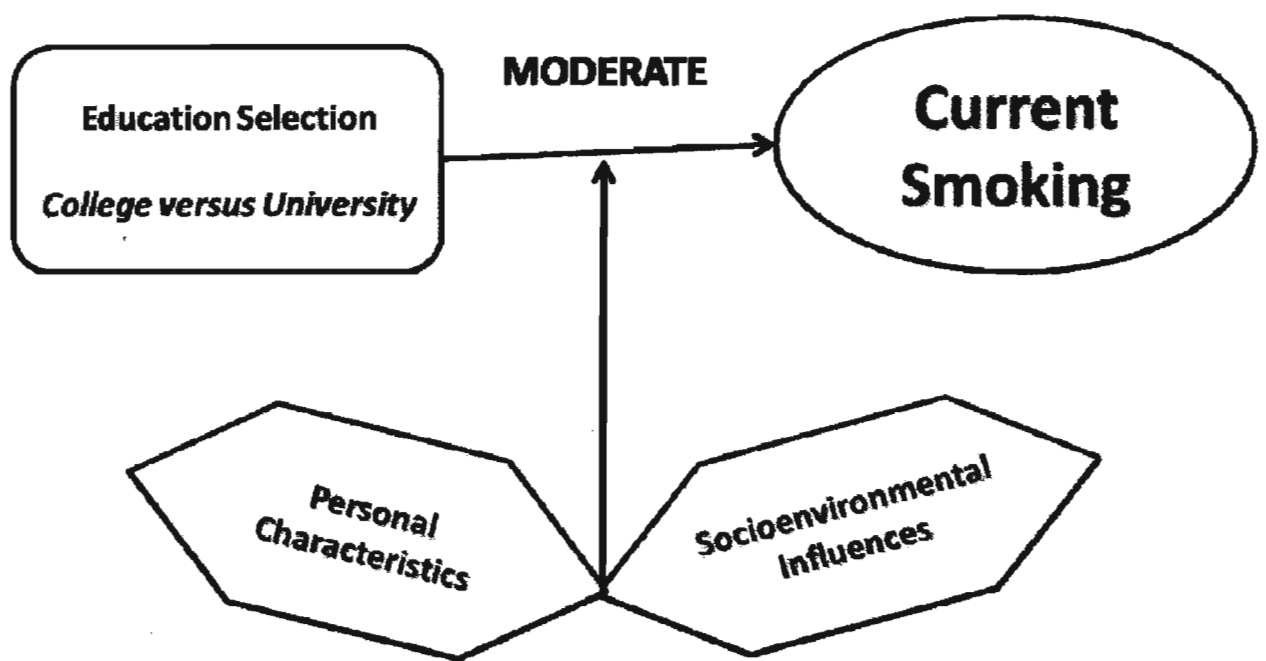 Education Selection
College versus University
MODERATE
Current
Smoking
Personal
Characteristics
Socioenvironmental
Influences